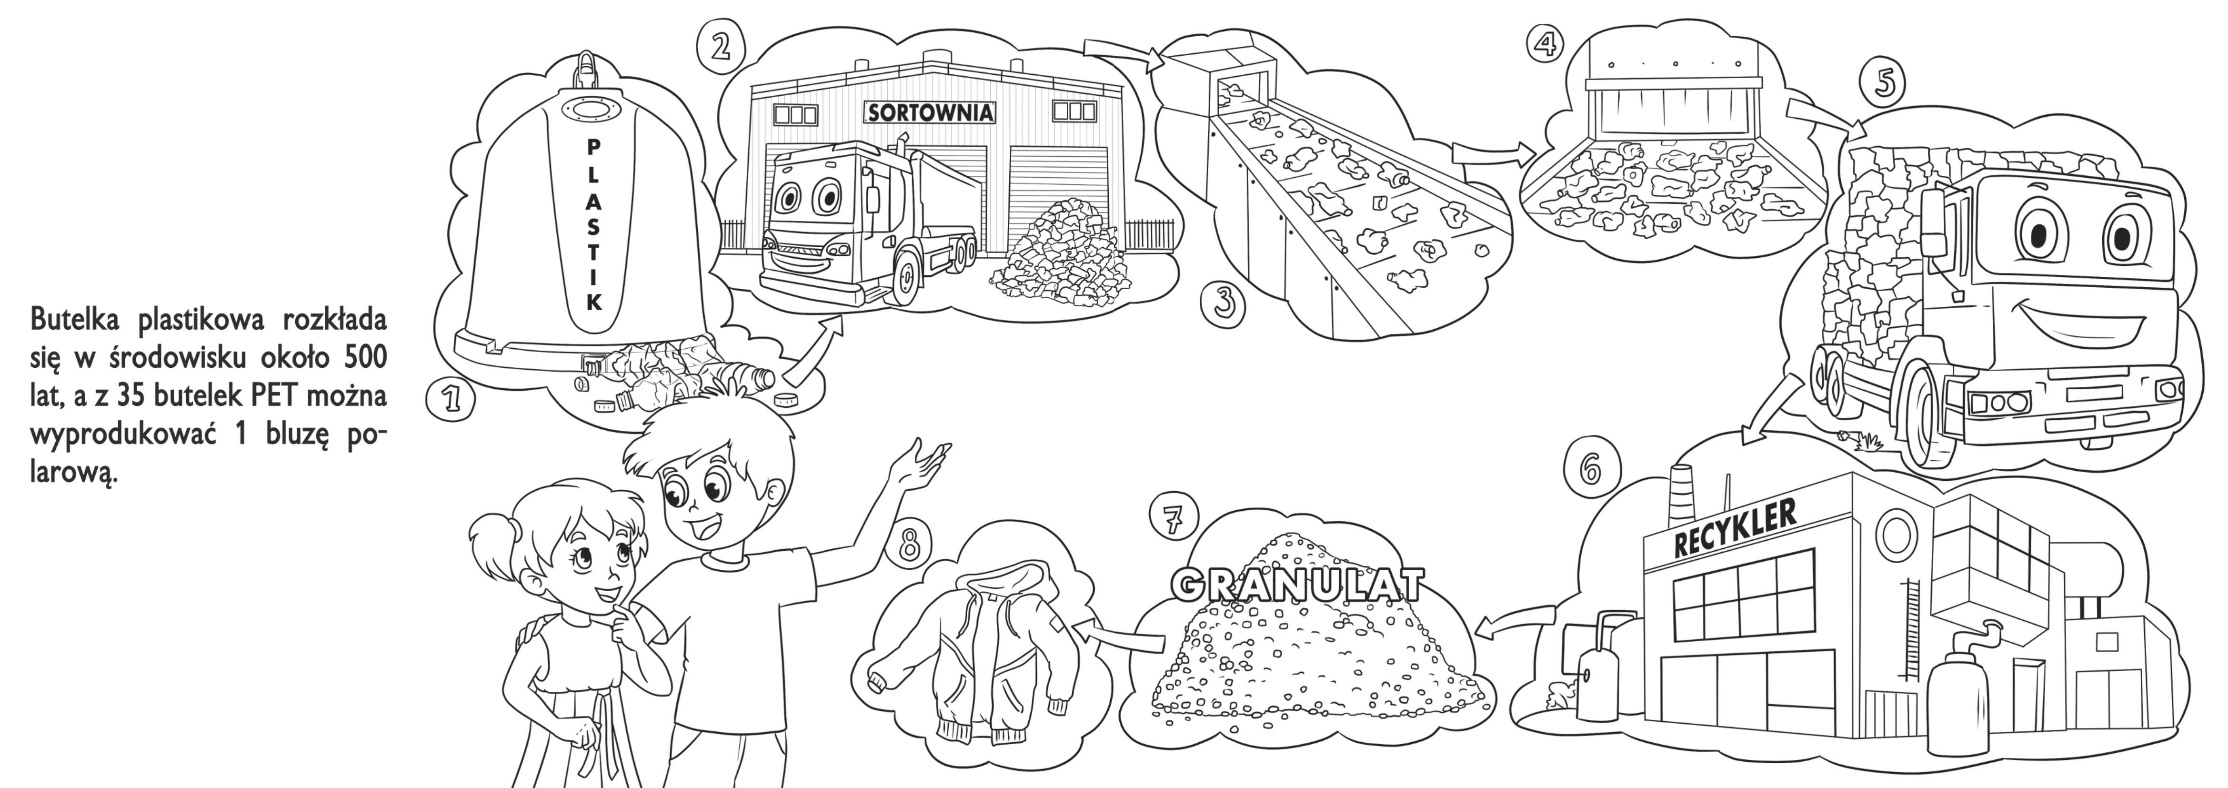 Butelka plastikowa rozkłada
się w środowisku około 500
lat, a z 35 butelek PET można
wyprodukować 1 bluzę po-
larową.
1
PLASTIK
2
SORTOWNIA
3
4
5
6
RECYKLER
7
GRANULAT
8